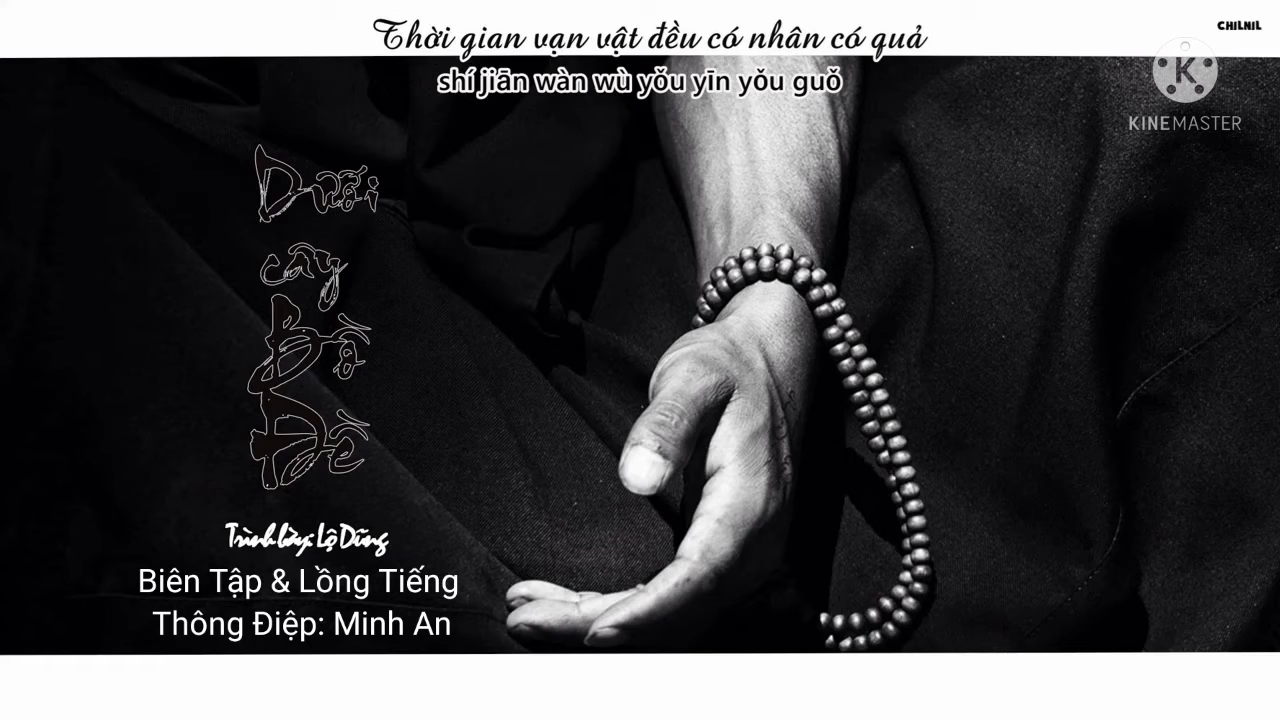 Thời gian vạn vật đều có nhân có quả
CHILNIL
shí jiān wàn wù yǒu yīn yǒu guǒ
K
KINEMASTER
Dưới
cây
Bồ
Đề
Trình bày: Lộ Dũng
Biên Tập & Lồng Tiếng
Thông Điệp: Minh An